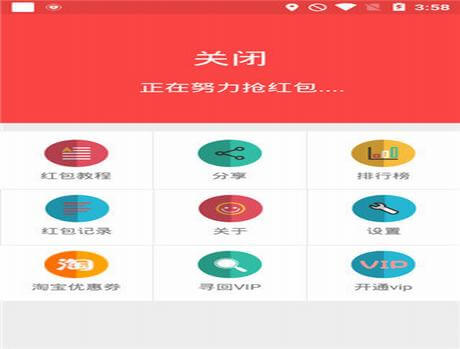 3:58
关闭
正在努力抢红包....
红包教程
分享
排行榜
红包记录
关于
设置
淘
VIP
淘宝优惠券
寻回VIP
开通vip